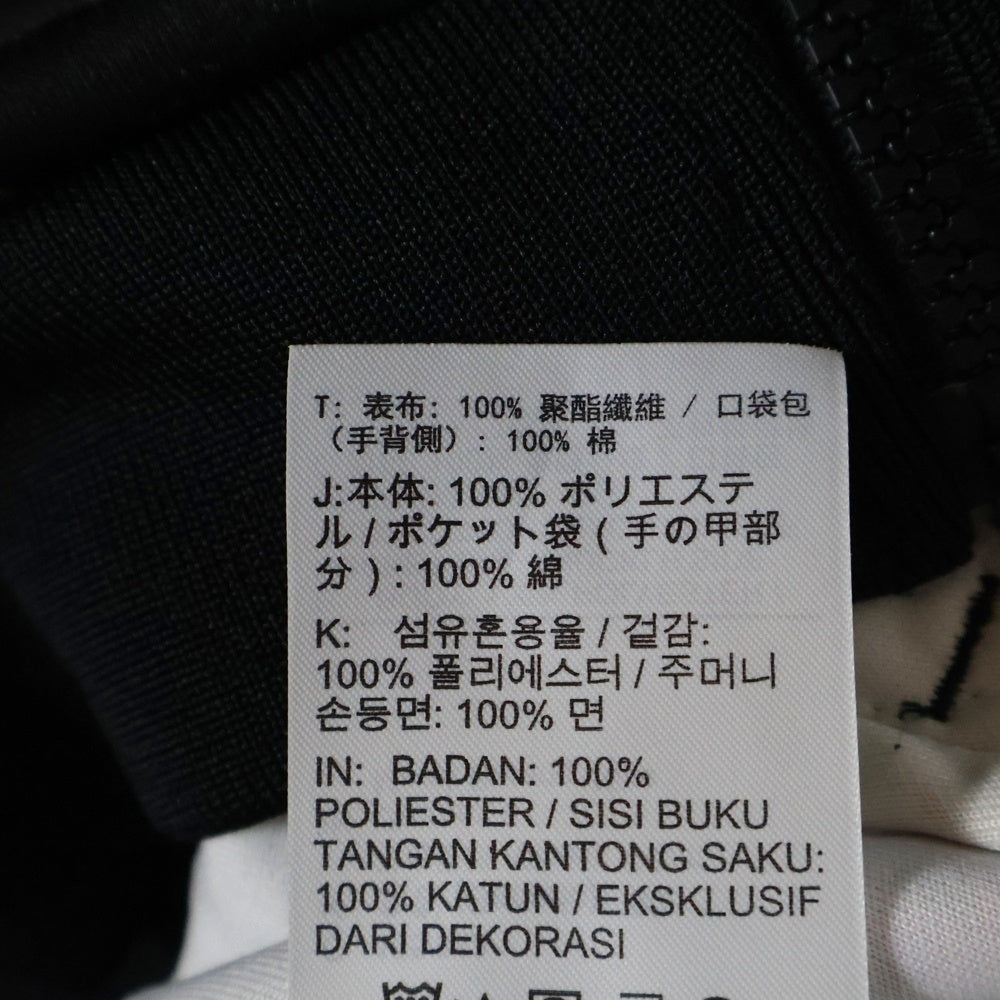 T: 表布: 100% 聚酯纖維 / 口袋包
（手背側）: 100% 棉
J:本体: 100% ポリエステ
ル / ポケット袋 ( 手の甲部
分 ) : 100% 綿
K: 섬유혼용율 / 겉감:
100% 폴리에스터 / 주머니
손등면: 100% 면
IN: BADAN: 100%
POLIESTER / SISI BUKU
TANGAN KANTONG SAKU:
100% KATUN / EKSKLUSIF
DARI DEKORASI